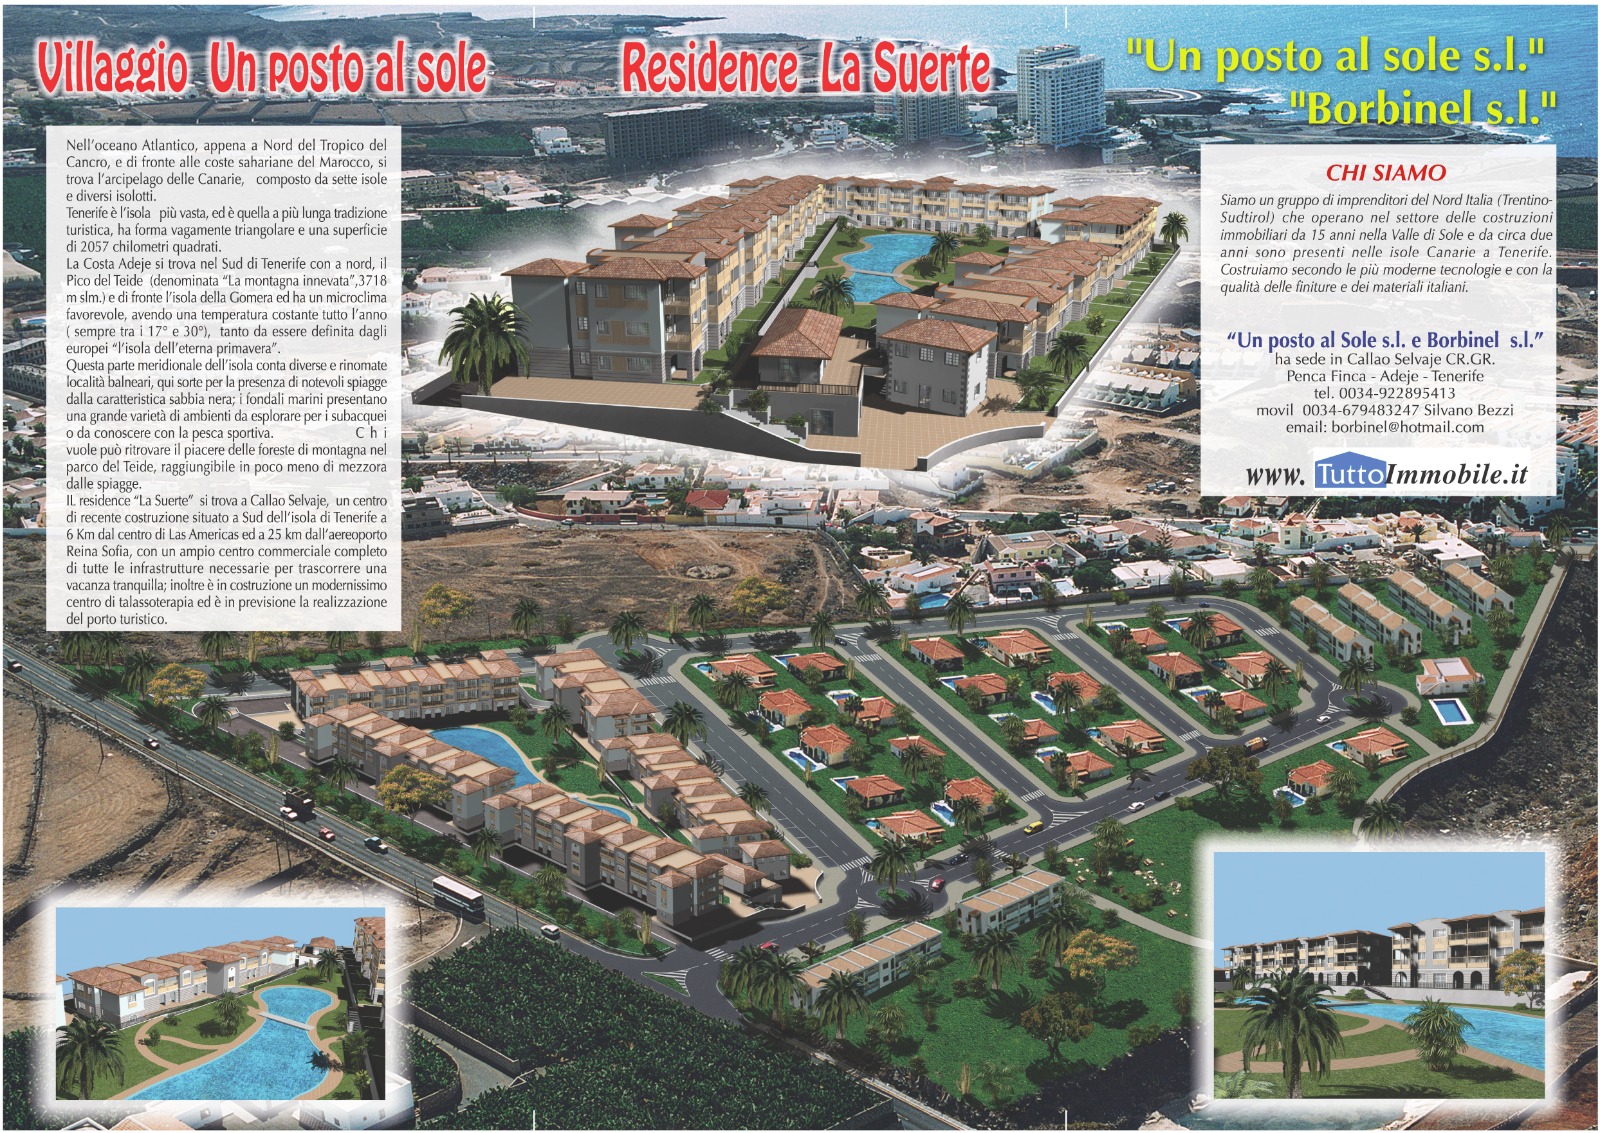 Villaggio Un posto al sole
Residence La Suerte
"Un posto al sole s.l."
"Borbinel s.l."
Nell'oceano Atlantico, appena a Nord del Tropico del
Cancro, e di fronte alle coste sahariane del Marocco, si
trova l'arcipelago delle Canarie, composto da sette isole
e diversi isolotti.
Tenerife è l'isola più vasta, ed è quella a più lunga tradizione
turistica, ha forma vagamente triangolare e una superficie
di 2057 chilometri quadrati.
La Costa Adeje si trova nel Sud di Tenerife con a nord, il
Pico del Teide (denominata "La montagna innevata",3718
m slm.) e di fronte l'isola della Gomera ed ha un microclima
favorevole, avendo una temperatura costante tutto l'anno
( sempre tra i 17° e 30°), tanto da essere definita dagli
europei "l'isola dell'eterna primavera".
Questa parte meridionale dell'isola conta diverse e rinomate
località balneari, qui sorte per la presenza di notevoli spiagge
dalla caratteristica sabbia nera; i fondali marini presentano
una grande varietà di ambienti da esplorare per i subacquei
o da conoscere con la pesca sportiva. C h i
vuole può ritrovare il piacere delle foreste di montagna nel
parco del Teide, raggiungibile in poco meno di mezzora
dalle spiagge.
IL residence "La Suerte" si trova a Callao Selvaje, un centro
di recente costruzione situato a Sud dell'isola di Tenerife a
6 Km dal centro di Las Americas ed a 25 km dall'aereoporto
Reina Sofia, con un ampio centro commerciale completo
di tutte le infrastrutture necessarie per trascorrere una
vacanza tranquilla; inoltre è in costruzione un modernissimo
centro di talassoterapia ed è in previsione la realizzazione
del porto turistico.
CHI SIAMO
Siamo un gruppo di imprenditori del Nord Italia (Trentino-
Sudtirol) che operano nel settore delle costruzioni
immobiliari da 15 anni nella Valle di Sole e da circa due
anni sono presenti nelle isole Canarie a Tenerife.
Costruiamo secondo le più moderne tecnologie e con la
qualità delle finiture e dei materiali italiani.
"Un posto al Sole s.l. e Borbinel s.l."
ha sede in Callao Selvaje CR.GR.
Penca Finca - Adeje - Tenerife
tel. 0034-922895413
movil 0034-679483247 Silvano Bezzi
email: borbinel@hotmail.com
www. TuttoImmobile.it